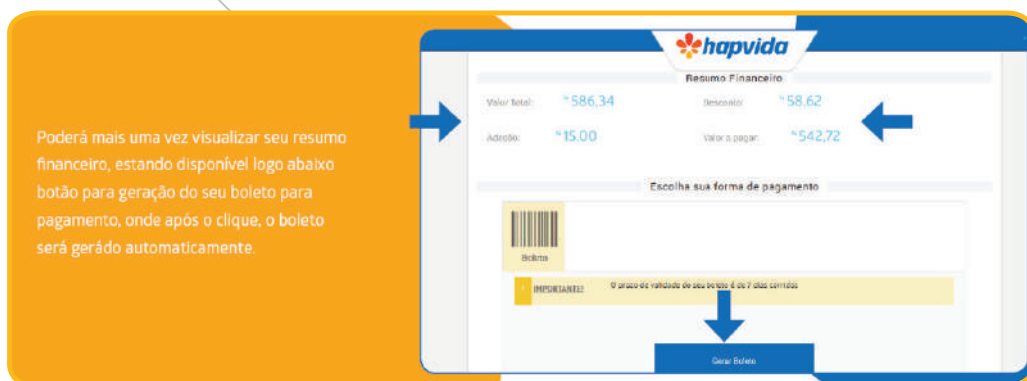 Poderá mais uma vez visualizar seu resumo
financeiro, estando disponível logo abaixo
botão para geração do seu boleto para
pagamento, onde após o clique, o boleto
será gerádo automaticamente.
hapvida
Resumo Financeiro
Valor Total: R$ 586,34 Desconto: R$ 58,62
Adesão: R$ 15,00 Valor a pagar: R$ 542,72
Escolha sua forma de pagamento
Boleto
! IMPORTANTE! O prazo de validade do seu boleto é de 7 dias corridos
Gerar Boleto